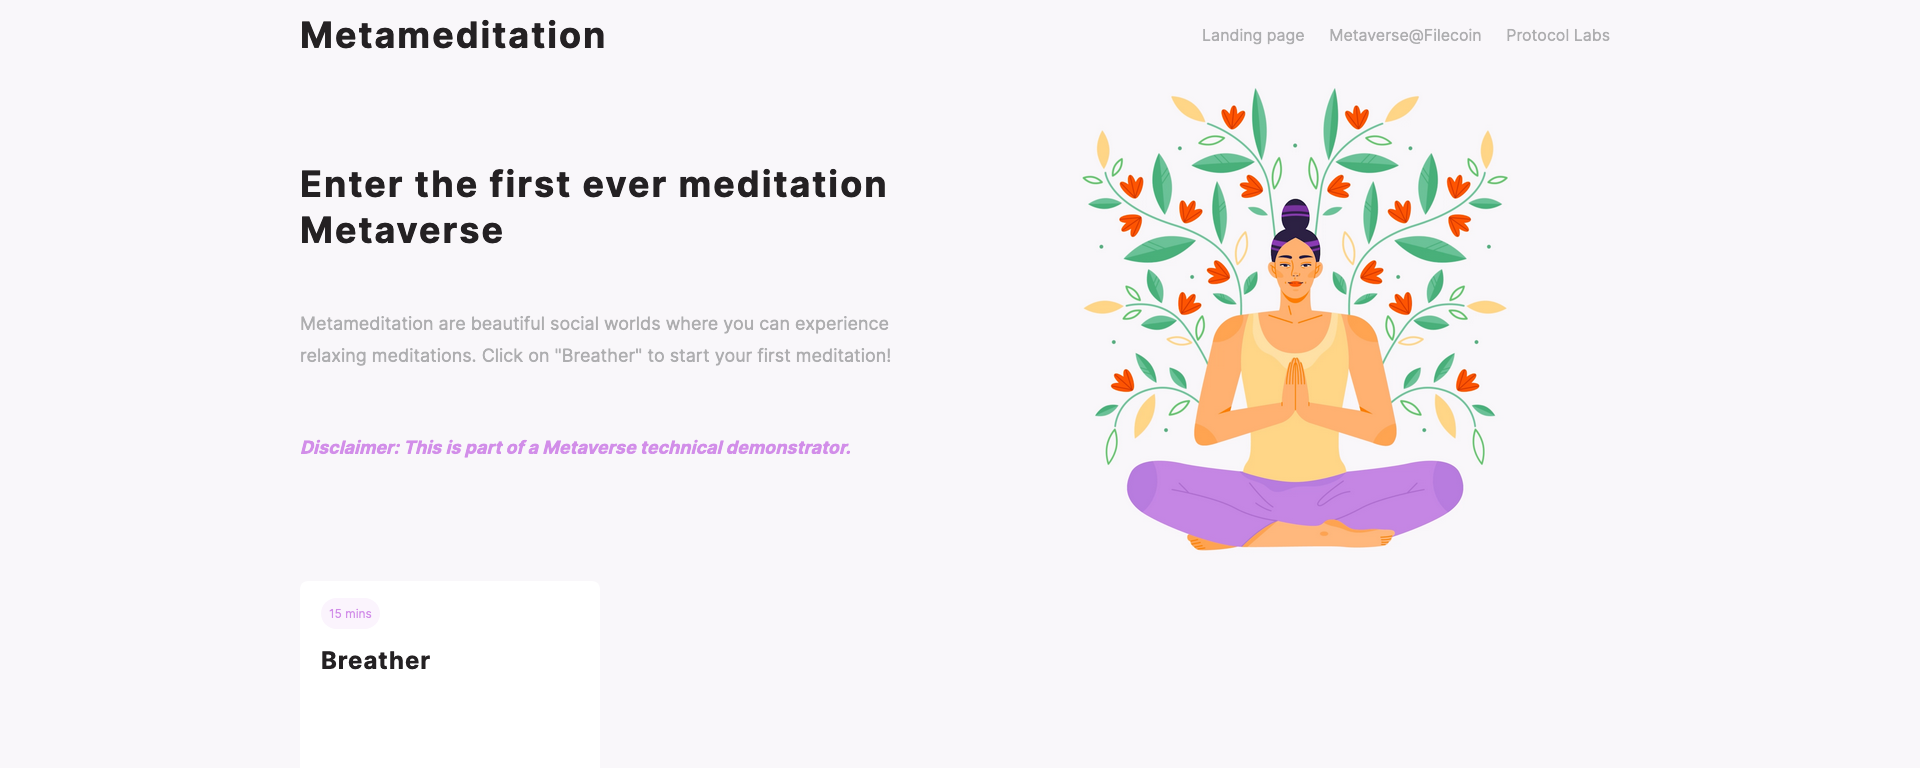 Metameditation
Landing page Metaverse@Filecoin Protocol Labs
Enter the first ever meditation
Metaverse
Metameditation are beautiful social worlds where you can experience
relaxing meditations. Click on "Breather" to start your first meditation!
Disclaimer: This is part of a Metaverse technical demonstrator.
15 mins
Breather